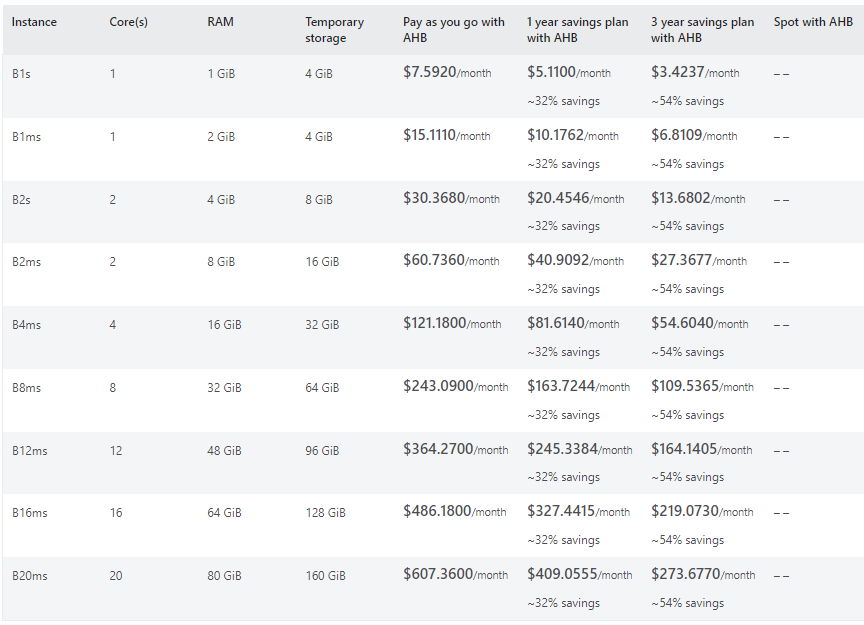 Instance Core(s) RAM Temporary storage Pay as you go with AHB 1 year savings plan with AHB 3 year savings plan with AHB Spot with AHB
B1s 1 1 GiB 4 GiB $7.5920/month $5.1100/month $3.4237/month – –
~32% savings ~54% savings
B1ms 1 2 GiB 4 GiB $15.1110/month $10.1762/month $6.8109/month – –
~32% savings ~54% savings
B2s 2 4 GiB 8 GiB $30.3680/month $20.4546/month $13.6802/month – –
~32% savings ~54% savings
B2ms 2 8 GiB 16 GiB $60.7360/month $40.9092/month $27.3677/month – –
~32% savings ~54% savings
B4ms 4 16 GiB 32 GiB $121.1800/month $81.6140/month $54.6040/month – –
~32% savings ~54% savings
B8ms 8 32 GiB 64 GiB $243.0900/month $163.7244/month $109.5365/month – –
~32% savings ~54% savings
B12ms 12 48 GiB 96 GiB $364.2700/month $245.3384/month $164.1405/month – –
~32% savings ~54% savings
B16ms 16 64 GiB 128 GiB $486.1800/month $327.4415/month $219.0730/month – –
~32% savings ~54% savings
B20ms 20 80 GiB 160 GiB $607.3600/month $409.0555/month $273.6770/month – –
~32% savings ~54% savings